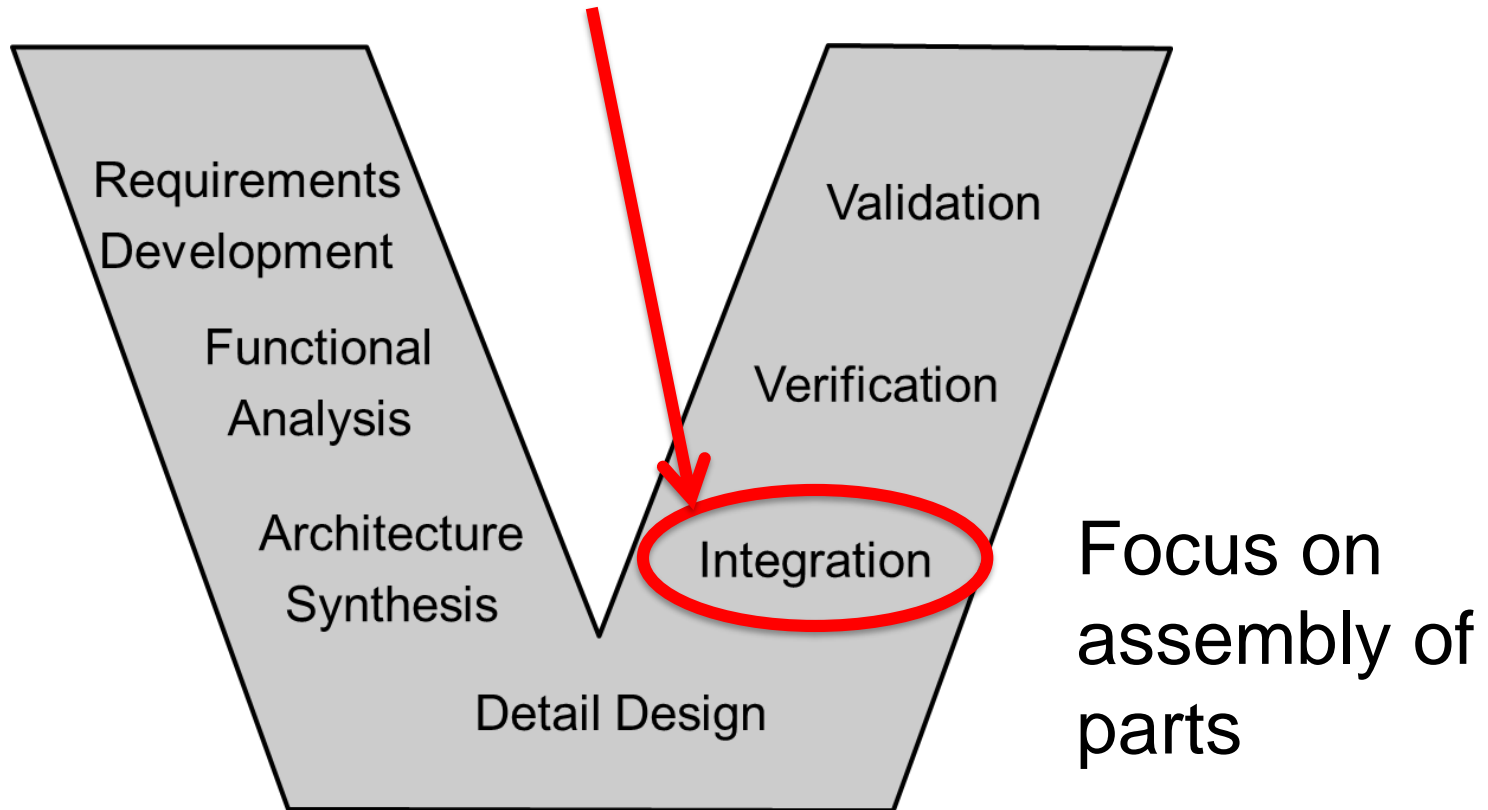 Requirements
Development
Functional
Analysis
Architecture
Synthesis
Detail Design
Integration
Verification
Validation
Focus on
assembly of
parts